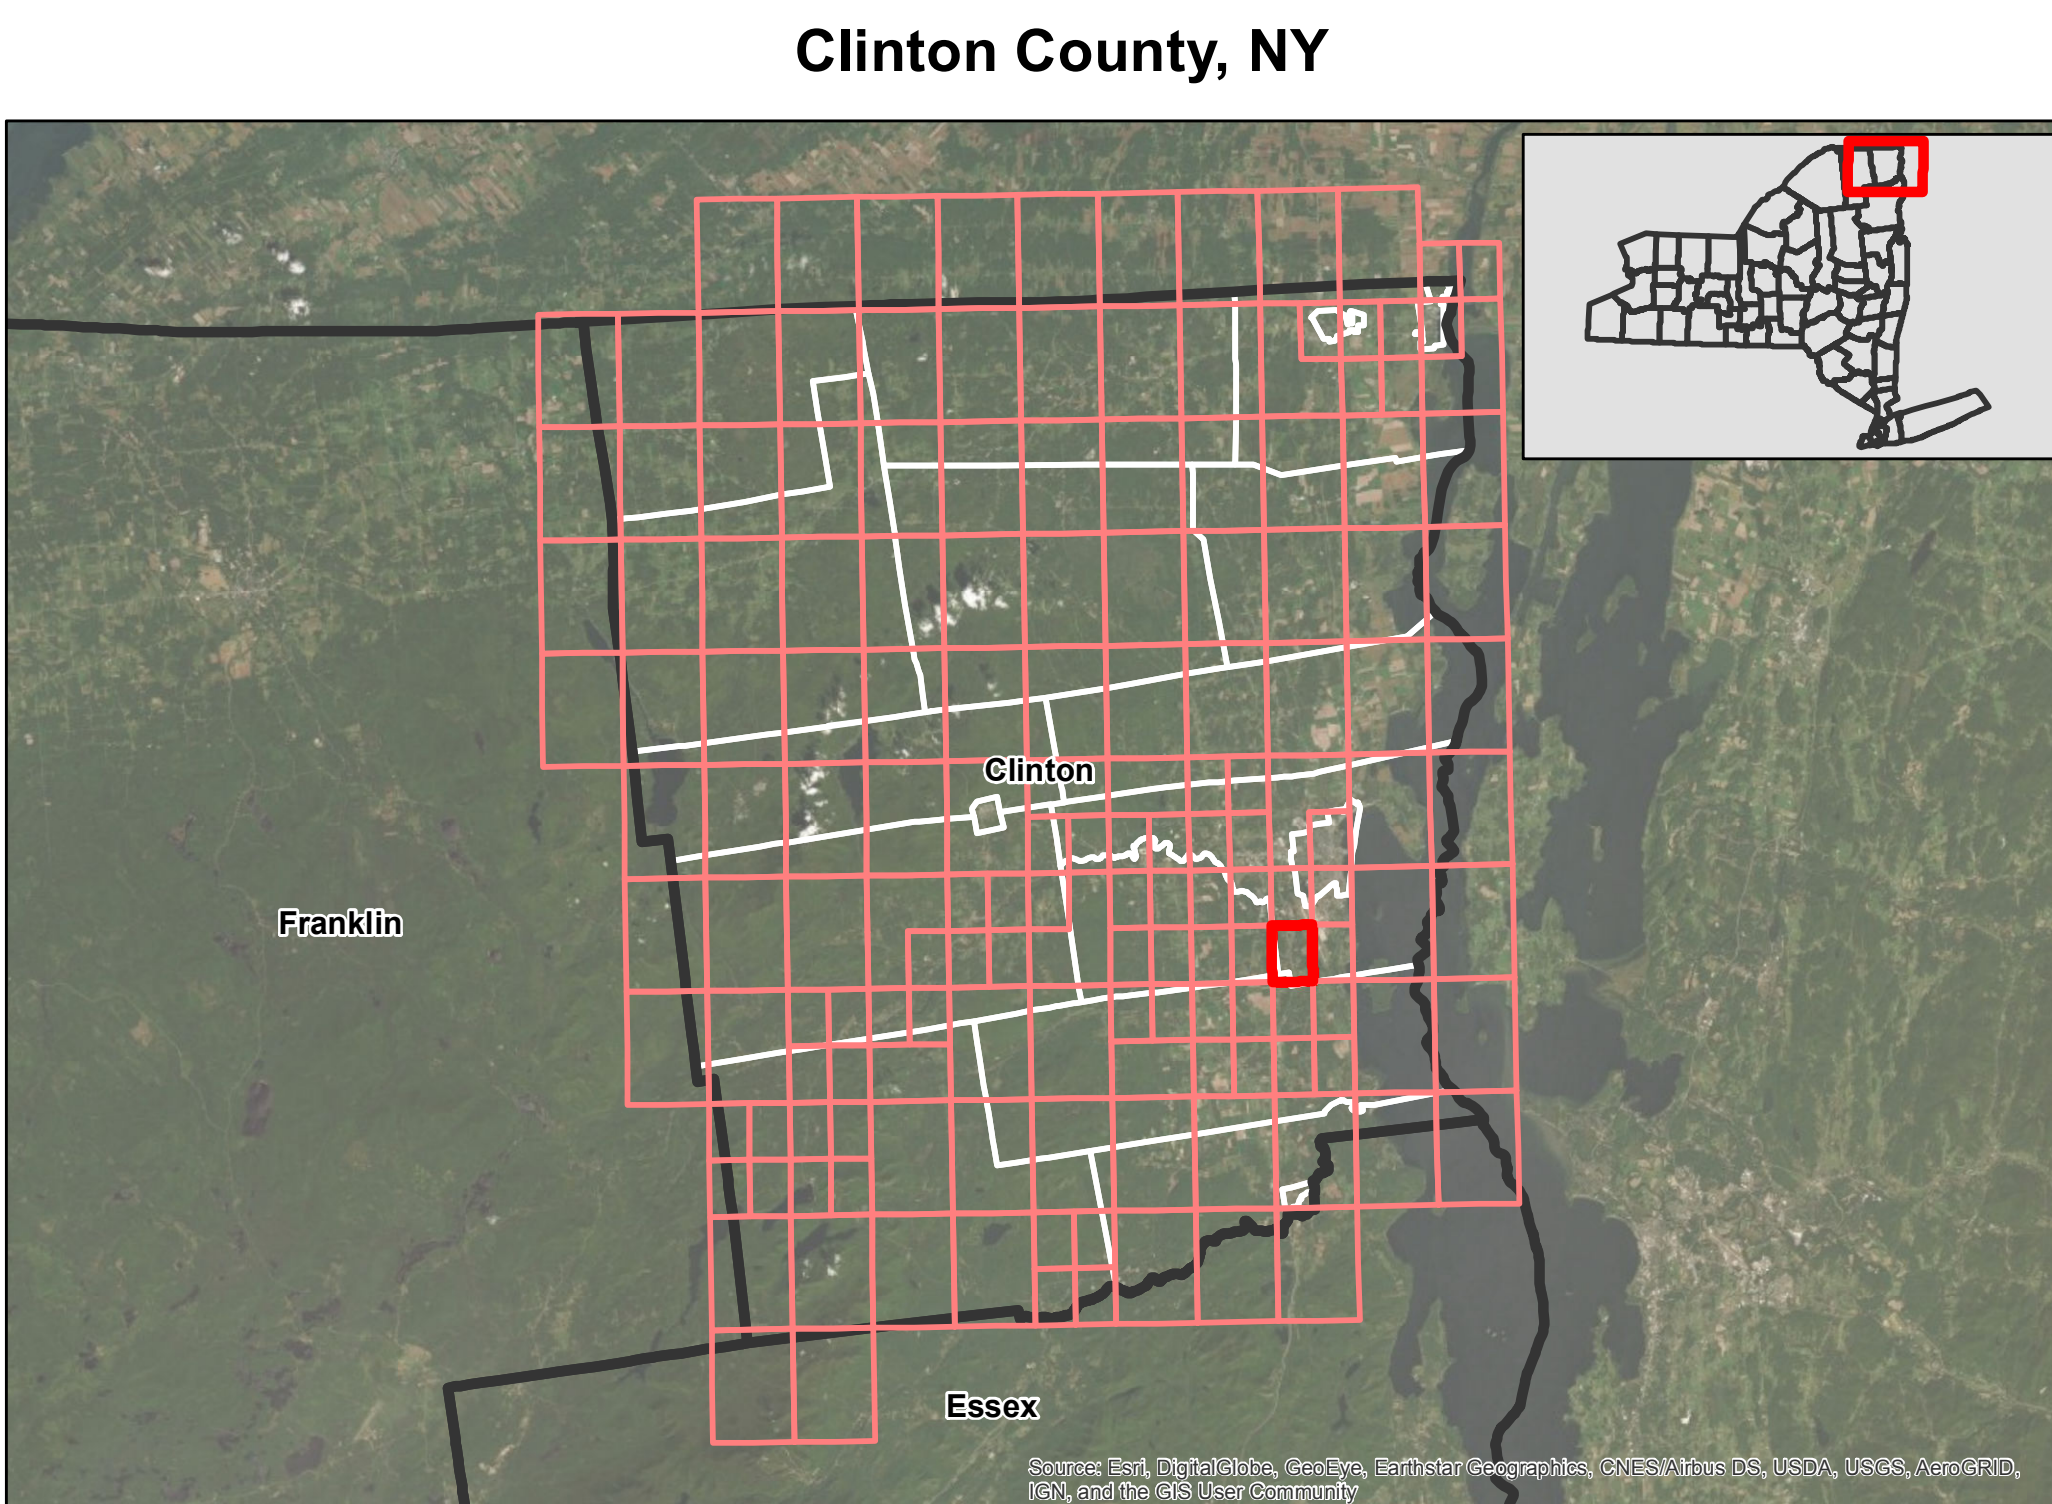 Clinton County, NY
Clinton
Franklin
Essex
Source: Esri, DigitalGlobe, GeoEye, Earthstar Geographics, CNES/Airbus DS, USDA, USGS, AeroGRID,
IGN, and the GIS User Community